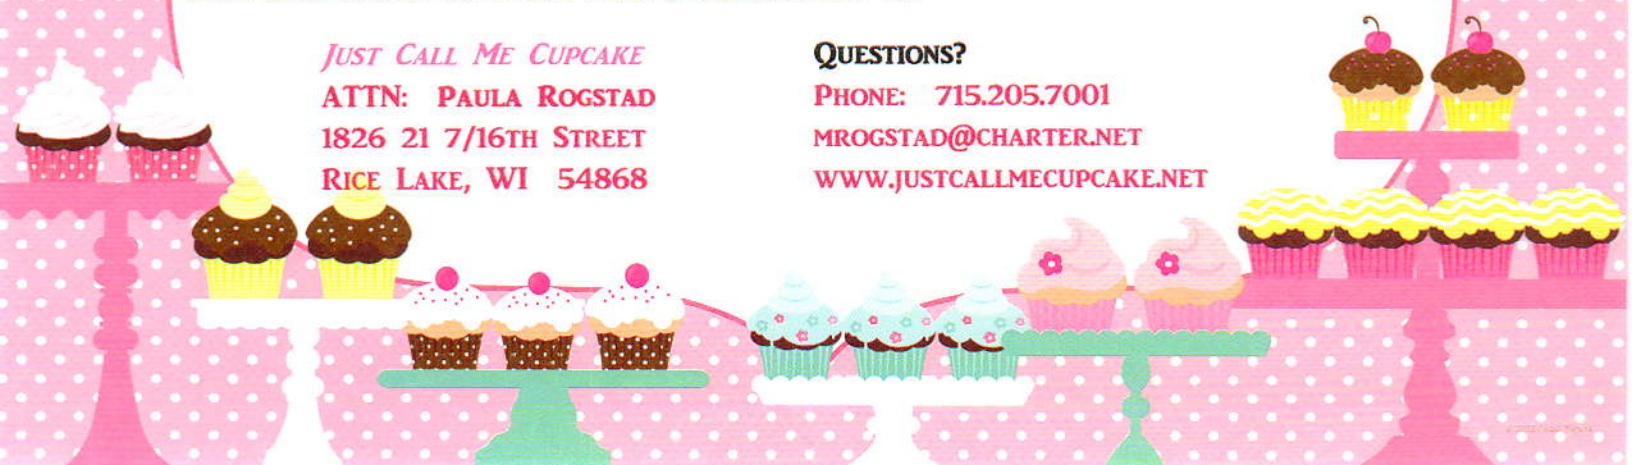 Just Call Me Cupcake
ATTN: Paula Rogstad
1826 21 7/16th Street
Rice Lake, WI 54868
Questions?
Phone: 715.205.7001
mrogstad@charter.net
www.justcallmecupcake.net